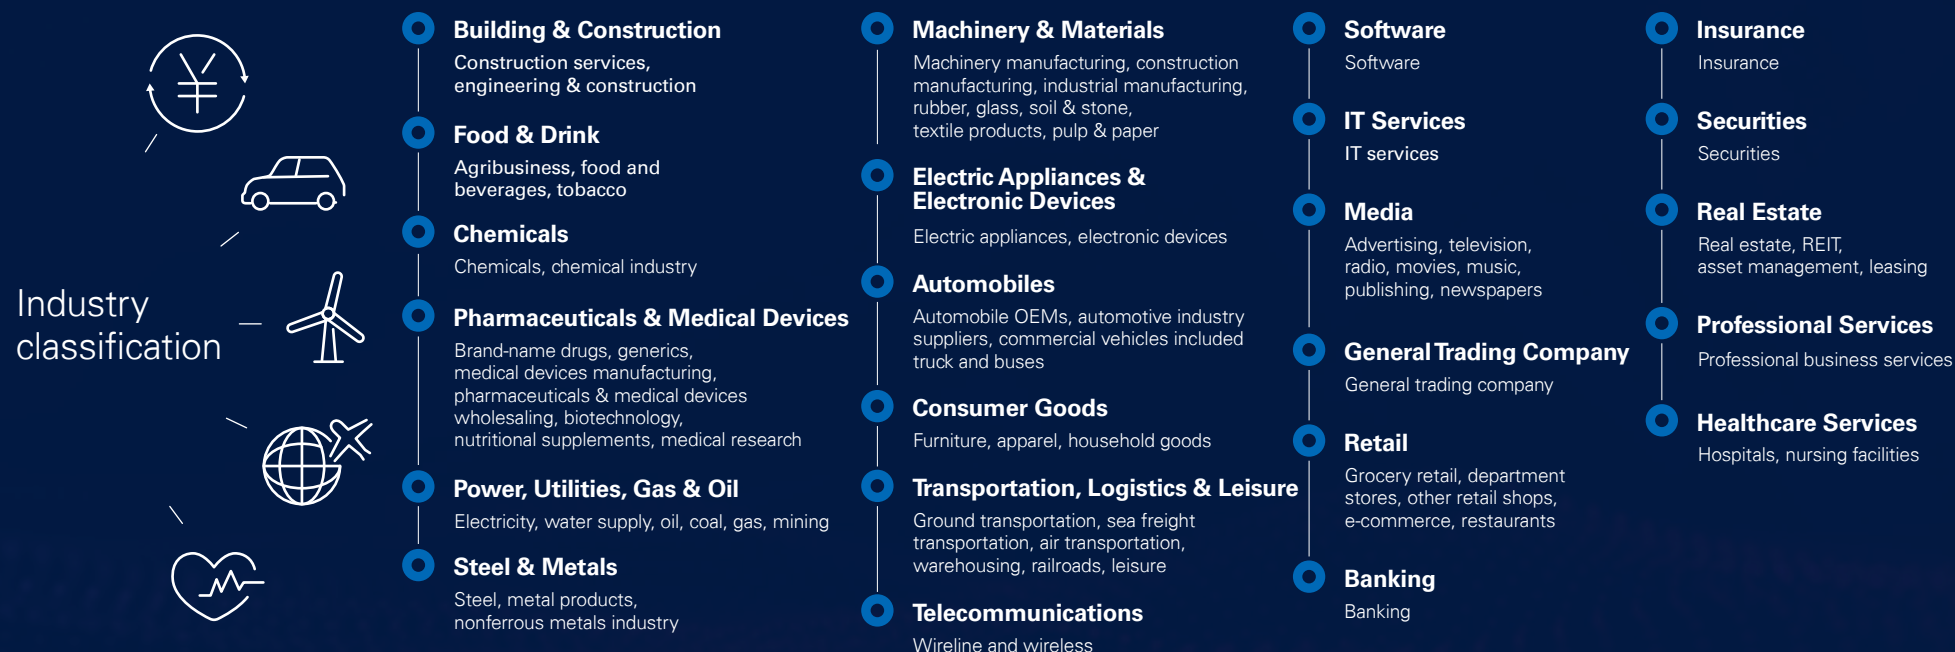 Industry
classification
Building & Construction
Construction services,
engineering & construction
Food & Drink
Agribusiness, food and
beverages, tobacco
Chemicals
Chemicals, chemical industry
Pharmaceuticals & Medical Devices
Brand-name drugs, generics,
medical devices manufacturing,
pharmaceuticals & medical devices
wholesaling, biotechnology,
nutritional supplements, medical research
Power, Utilities, Gas & Oil
Electricity, water supply, oil, coal, gas, mining
Steel & Metals
Steel, metal products,
nonferrous metals industry
Machinery & Materials
Machinery manufacturing, construction
manufacturing, industrial manufacturing,
rubber, glass, soil & stone,
textile products, pulp & paper
Electric Appliances &
Electronic Devices
Electric appliances, electronic devices
Automobiles
Automobile OEMs, automotive industry
suppliers, commercial vehicles included
truck and buses
Consumer Goods
Furniture, apparel, household goods
Transportation, Logistics & Leisure
Ground transportation, sea freight
transportation, air transportation,
warehousing, railroads, leisure
Telecommunications
Wireline and wireless
Software
Software
IT Services
IT services
Media
Advertising, television,
radio, movies, music,
publishing, newspapers
General Trading Company
General trading company
Retail
Grocery retail, department
stores, other retail shops,
e-commerce, restaurants
Banking
Banking
Insurance
Insurance
Securities
Securities
Real Estate
Real estate, REIT,
asset management, leasing
Professional Services
Professional business services
Healthcare Services
Hospitals, nursing facilities
¥